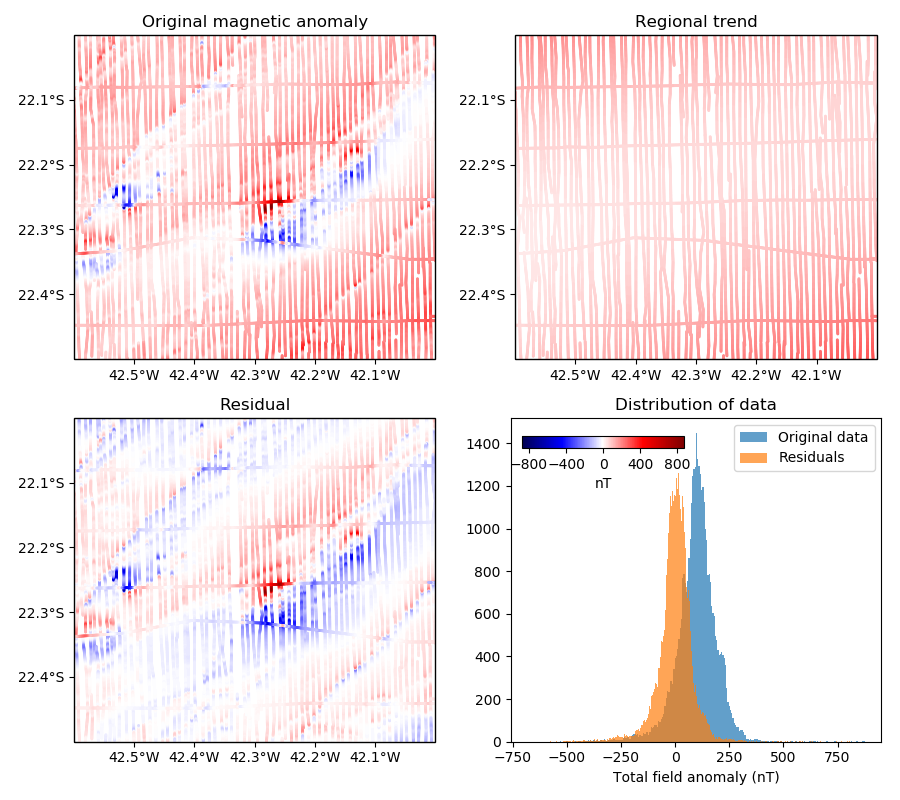 Original magnetic anomaly
22.1°S
22.2°S
22.3°S
22.4°S
42.5°W 42.4°W 42.3°W 42.2°W 42.1°W
Regional trend
22.1°S
22.2°S
22.3°S
22.4°S
42.5°W 42.4°W 42.3°W 42.2°W 42.1°W
Residual
22.1°S
22.2°S
22.3°S
22.4°S
42.5°W 42.4°W 42.3°W 42.2°W 42.1°W
Distribution of data
1400
1200
1000
800
600
400
200
0
−800 −400 0 400 800
nT
Original data
Residuals
−750 −500 −250 0 250 500 750
Total field anomaly (nT)